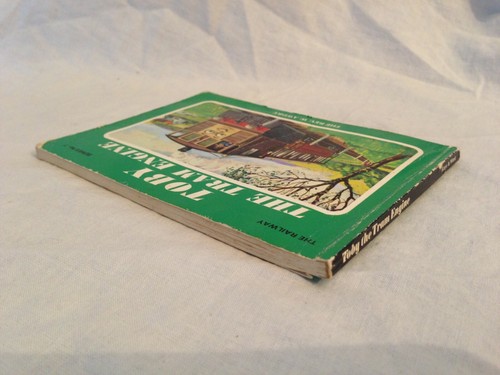 THE RAILWAY
TOBY
THE TRAM ENGINE
Toby the Tram Engine